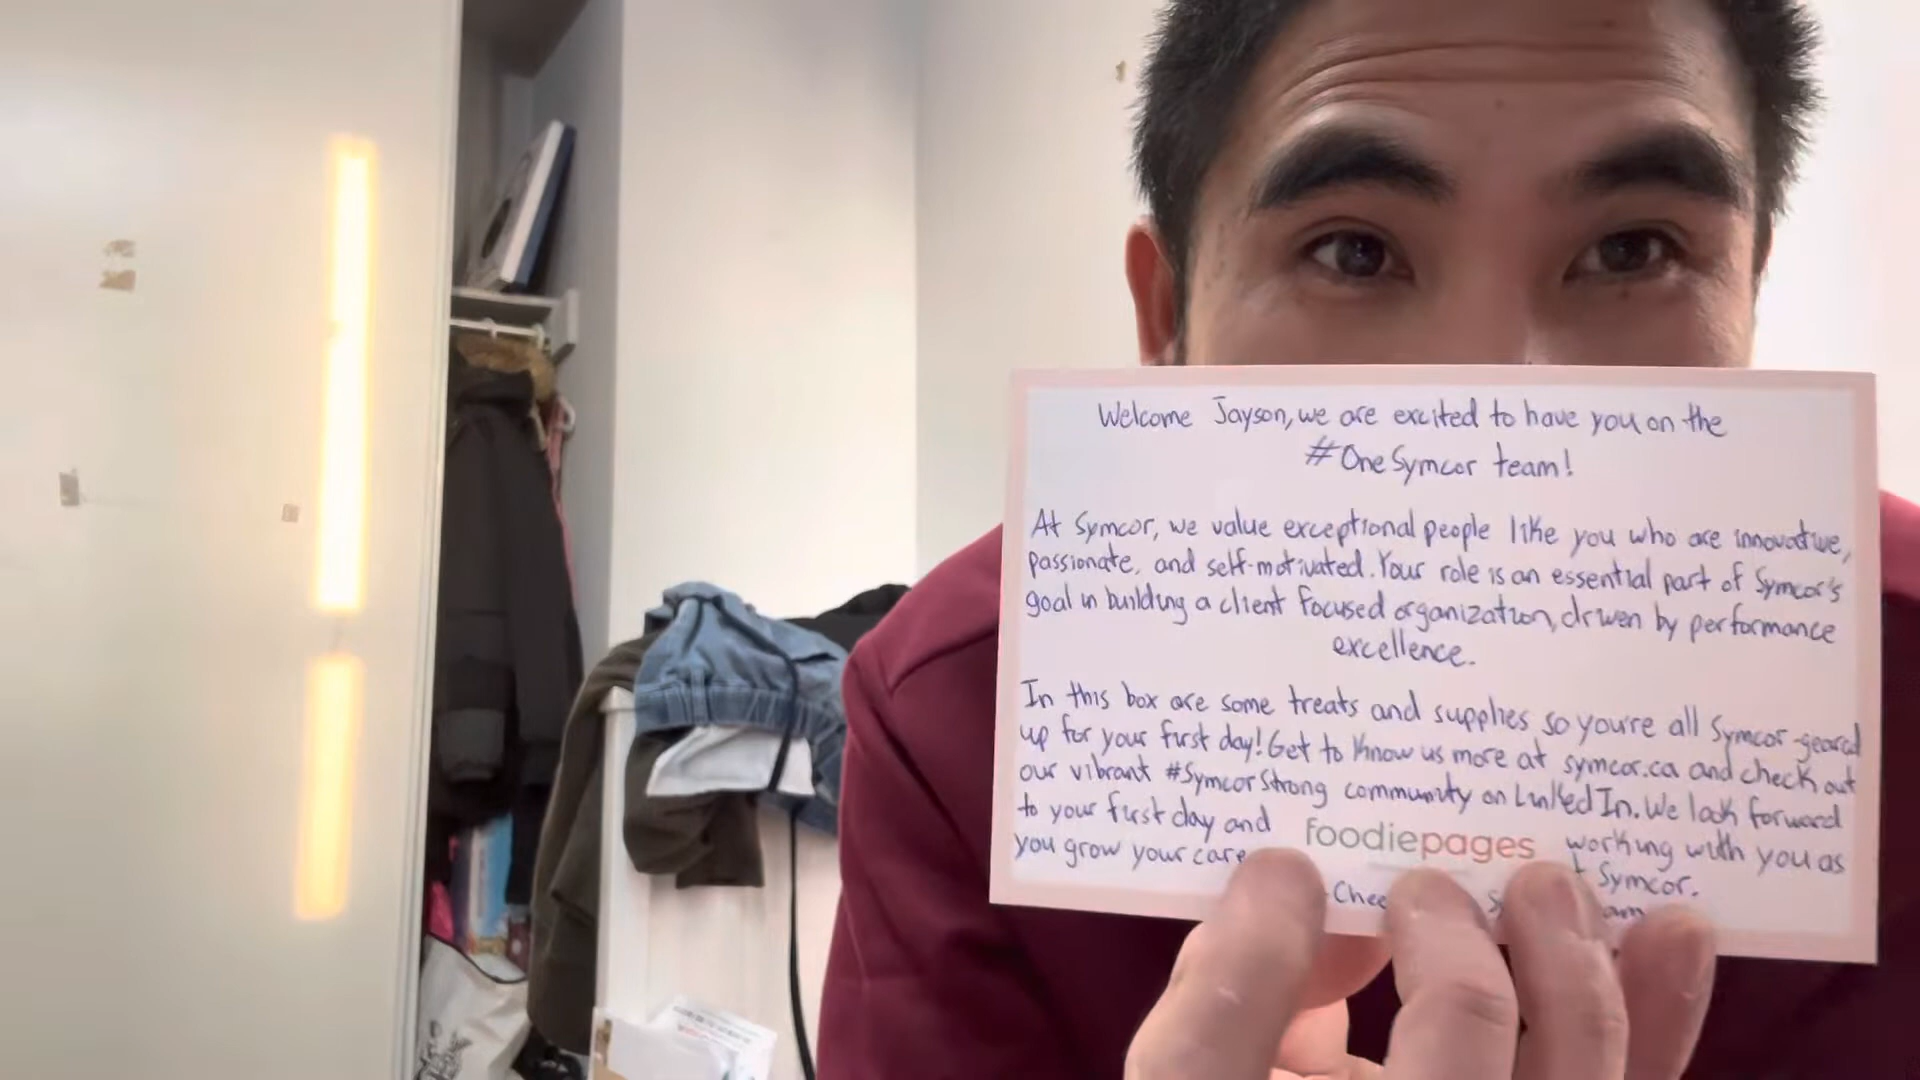 Welcome Jayson, we are excited to have you on the
#OneSymcor team!
At Symcor, we value exceptional people like you who are innovative,
passionate, and self-motivated. Your role is an essential part of Symcor's
goal in building a client focused organization, driven by performance
excellence.
In this box are some treats and supplies so you're all Symcor-geared
up for your first day! Get to know us more at symcor.ca and check out
our vibrant #SymcorStrong community on LinkedIn. We look forward
to your first day and foodiepages working with you as
you grow your Symcor.